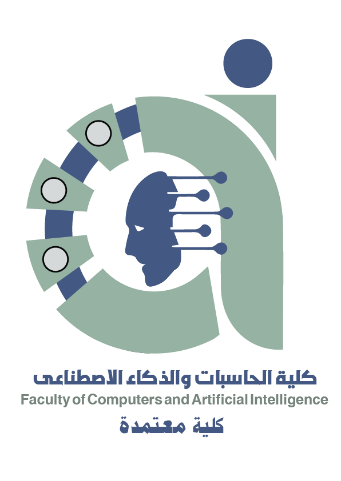 كلية الحاسبات والذكاء الاصطناعى
Faculty of Computers and Artificial Intelligence
كلية معتمدة